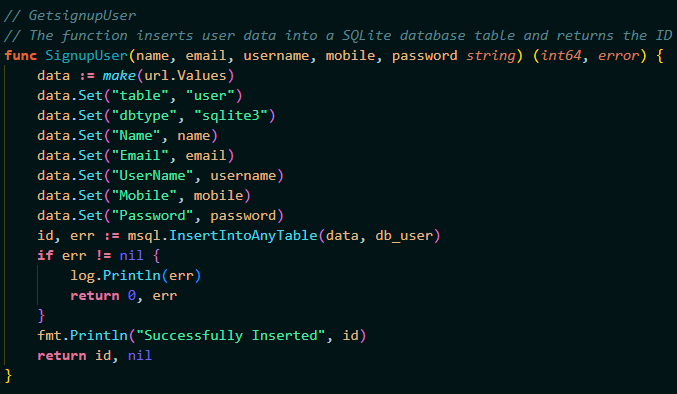 // GetsignupUser
// The function inserts user data into a SQLite database table and returns the ID
func SignupUser(name, email, username, mobile, password string) (int64, error) {
    data := make(url.Values)
    data.Set("table", "user")
    data.Set("dbtype", "sqlite3")
    data.Set("Name", name)
    data.Set("Email", email)
    data.Set("UserName", username)
    data.Set("Mobile", mobile)
    data.Set("Password", password)
    id, err := msql.InsertIntoAnyTable(data, db_user)
    if err != nil {
        log.Println(err)
        return 0, err
    }
    fmt.Println("Successfully Inserted", id)
    return id, nil
}